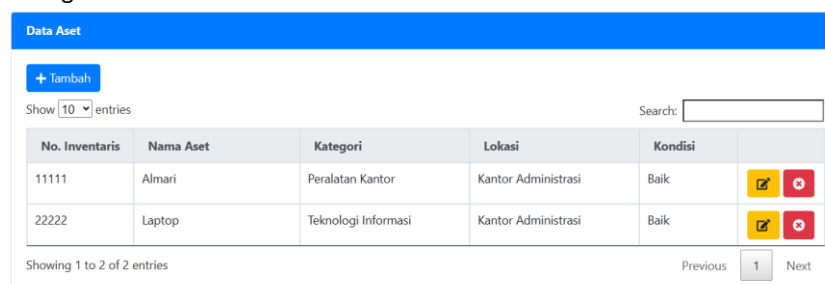 Data Aset
+ Tambah
Show 10 entries Search:
No. Inventaris Nama Aset Kategori Lokasi Kondisi
11111 Almari Peralatan Kantor Kantor Administrasi Baik
22222 Laptop Teknologi Informasi Kantor Administrasi Baik
Showing 1 to 2 of 2 entries Previous 1 Next